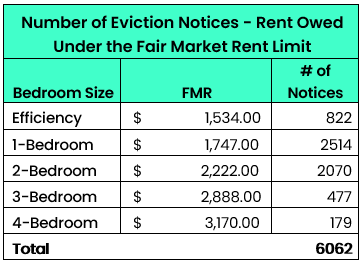 Number of Eviction Notices - Rent Owed
Under the Fair Market Rent Limit
Bedroom Size FMR # of Notices
Efficiency $ 1,534.00 822
1-Bedroom $ 1,747.00 2514
2-Bedroom $ 2,222.00 2070
3-Bedroom $ 2,888.00 477
4-Bedroom $ 3,170.00 179
Total 6062